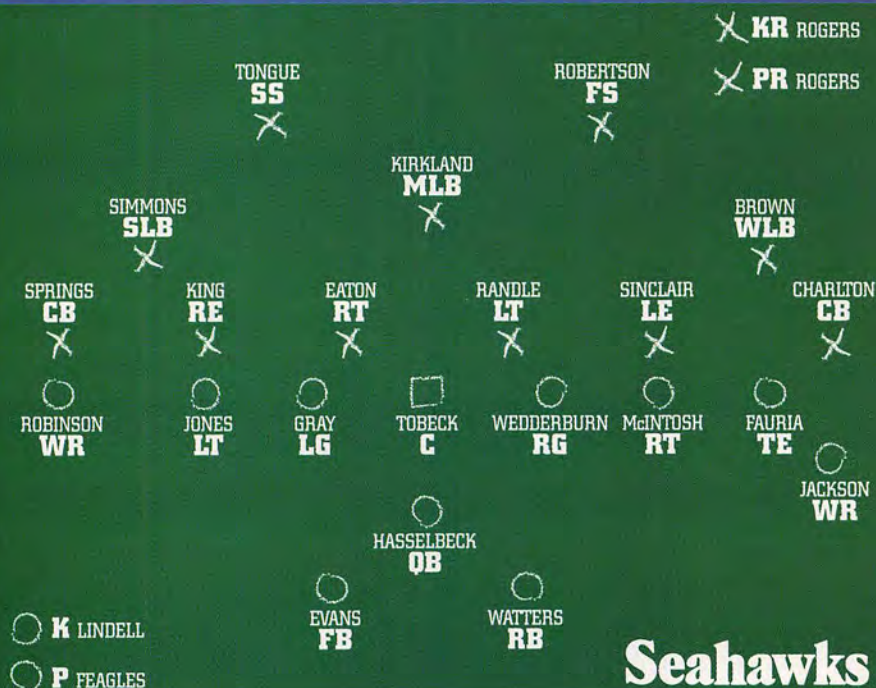 KR ROGERS
PR ROGERS
TONGUE
SS
ROBERTSON
FS
KIRKLAND
MLB
SIMMONS
SLB
BROWN
WLB
SPRINGS
CB
KING
RE
EATON
RT
RANDLE
LT
SINCLAIR
LE
CHARLTON
CB
ROBINSON
WR
JONES
LT
GRAY
LG
TOBECK
C
WEDDERBURN
RG
McINTOSH
RT
FAURIA
TE
JACKSON
WR
HASSELBECK
QB
EVANS
FB
WATTERS
RB
K LINDELL
P FEAGLES
Seahawks